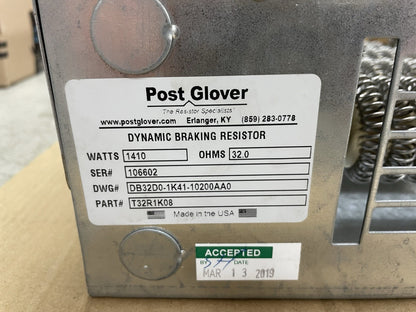 Post Glover
"The Resistor Specialists"
www.postglover.com Erlanger, KY (859) 283-0778
DYNAMIC BRAKING RESISTOR
WATTS 1410 OHMS 32.0
SER# 106602
DWG# DB32D0-1K41-10200AA0
PART# T32R1K08
Made in the USA
ACCEPTED
BY DATE
MAR 13 2019